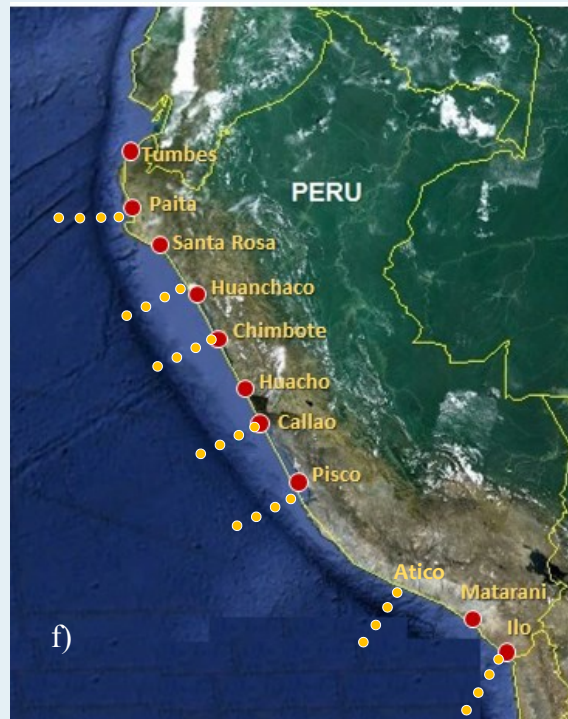 Tumbes
PERU
Paita
Santa Rosa
Huanchaco
Chimbote
Huacho
Callao
Pisco
Atico
Matarani
Ilo
f)